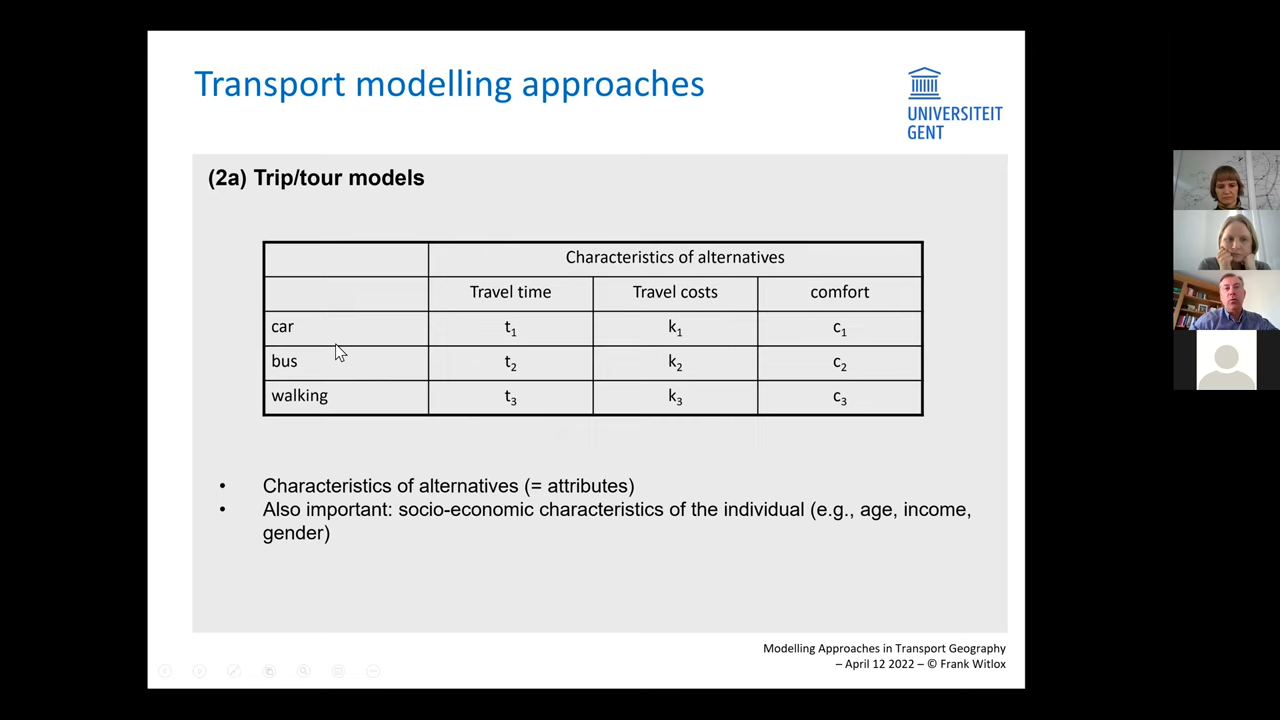 Transport modelling approaches
UNIVERSITEIT
GENT
(2a) Trip/tour models
Characteristics of alternatives
Travel time Travel costs comfort
car t1 k1 c1
bus t2 k2 c2
walking t3 k3 c3
• Characteristics of alternatives (= attributes)
• Also important: socio-economic characteristics of the individual (e.g., age, income,
gender)
Modelling Approaches in Transport Geography
– April 12 2022 – © Frank Witlox